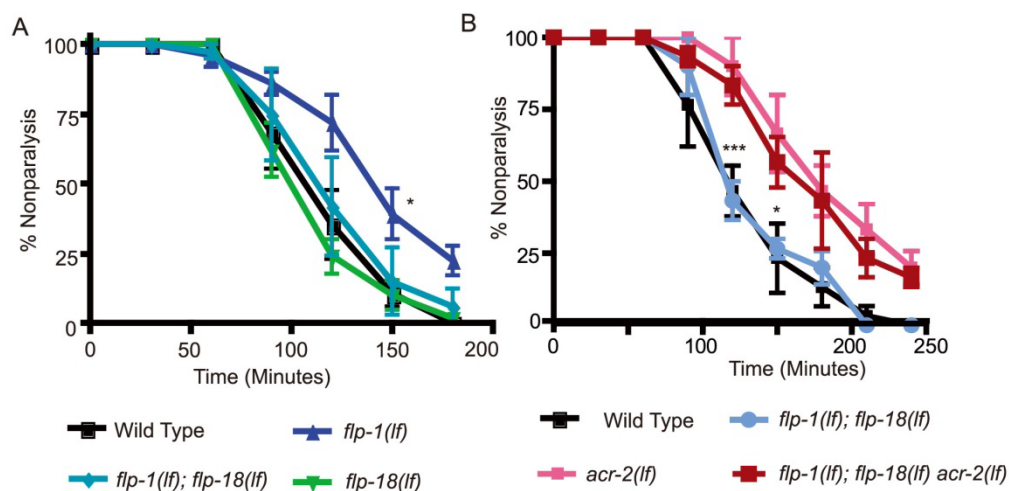 A
% Nonparalysis
100
75
50
25
0
0
50
100
150
200
*
Time (Minutes)
Wild Type
flp-1(lf)
flp-1(lf); flp-18(lf)
flp-18(lf)
B
% Nonparalysis
100
75
50
25
0
0
100
200
250
***
*
Time (Minutes)
Wild Type
flp-1(lf); flp-18(lf)
acr-2(lf)
flp-1(lf); flp-18(lf) acr-2(lf)